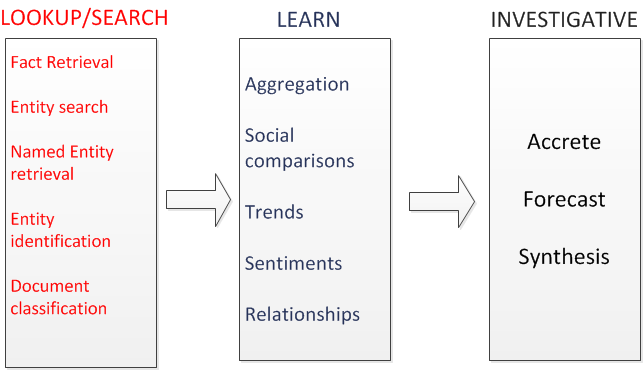 LOOKUP/SEARCH
Fact Retrieval
Entity search
Named Entity
retrieval
Entity
identification
Document
classification
LEARN
Aggregation
Social
comparisons
Trends
Sentiments
Relationships
INVESTIGATIVE
Accrete
Forecast
Synthesis